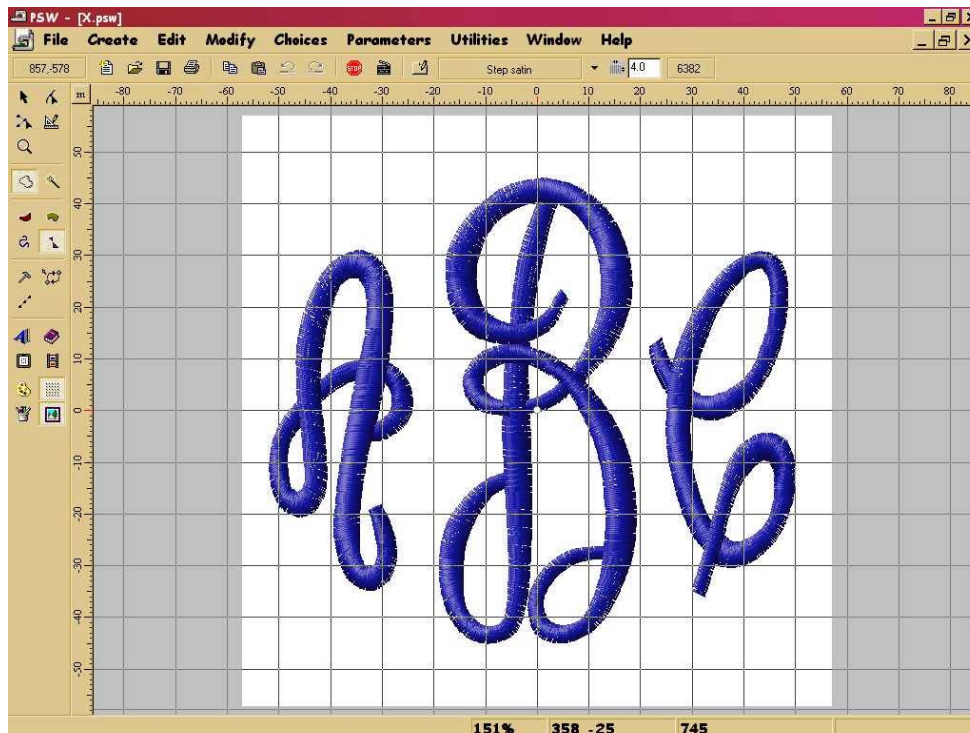 PSW - [X.psw]
File Create Edit Modify Choices Parameters Utilities Window Help
857,-578 STOP Step satin 4.0 6382
m -80 -70 -60 -50 -40 -30 -20 -10 0 10 20 30 40 50 60 70 80
50
40
30
20
10
0
-10
-20
-30
-40
-50
A B C
151% 358 -25 745